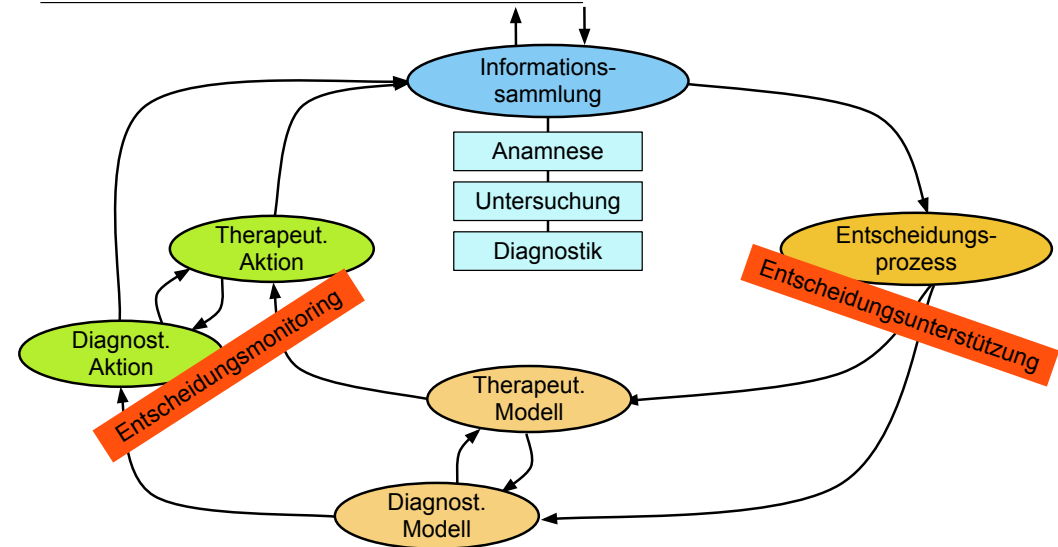 Informations-
sammlung
Anamnese
Untersuchung
Diagnostik
Therapeut.
Aktion
Entscheidungs-
prozess
Entscheidungsunterstützung
Diagnost.
Aktion
Entscheidungsmonitoring
Therapeut.
Modell
Diagnost.
Modell